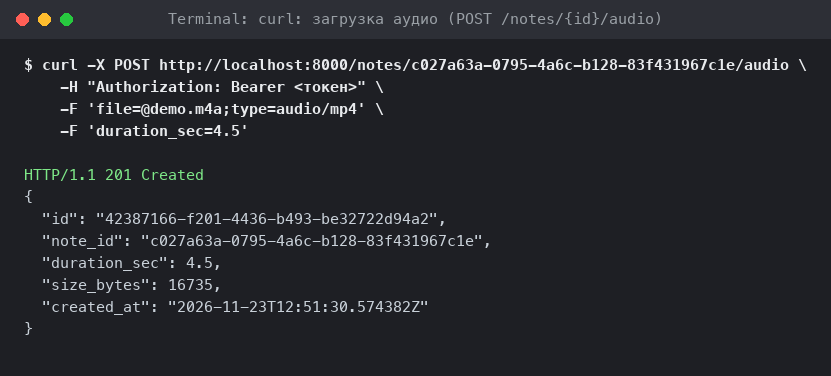 Terminal: curl: загрузка аудио (POST /notes/{id}/audio)
$ curl -X POST http://localhost:8000/notes/c027a63a-0795-4a6c-b128-83f431967c1e/audio \
    -H "Authorization: Bearer <токен>" \
    -F 'file=@demo.m4a;type=audio/mp4' \
    -F 'duration_sec=4.5'
HTTP/1.1 201 Created
{
  "id": "42387166-f201-4436-b493-be32722d94a2",
  "note_id": "c027a63a-0795-4a6c-b128-83f431967c1e",
  "duration_sec": 4.5,
  "size_bytes": 16735,
  "created_at": "2026-11-23T12:51:30.574382Z"
}